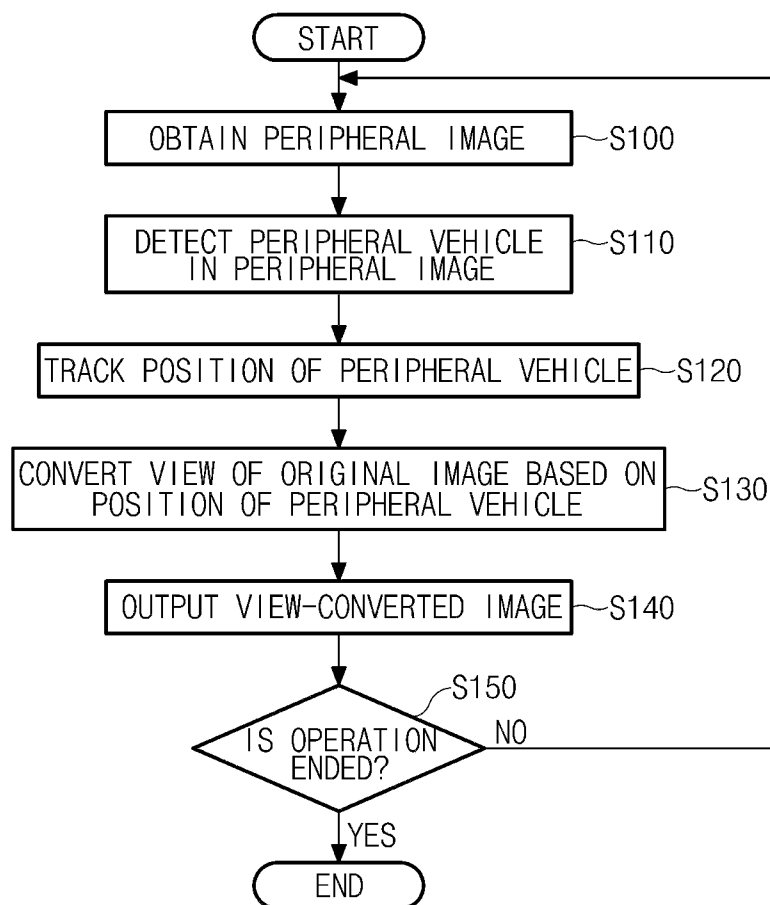 START
OBTAIN PERIPHERAL IMAGE
S100
DETECT PERIPHERAL VEHICLE
IN PERIPHERAL IMAGE
S110
TRACK POSITION OF PERIPHERAL VEHICLE
S120
CONVERT VIEW OF ORIGINAL IMAGE BASED ON
POSITION OF PERIPHERAL VEHICLE
S130
OUTPUT VIEW-CONVERTED IMAGE
S140
S150
IS OPERATION
ENDED?
NO
YES
END